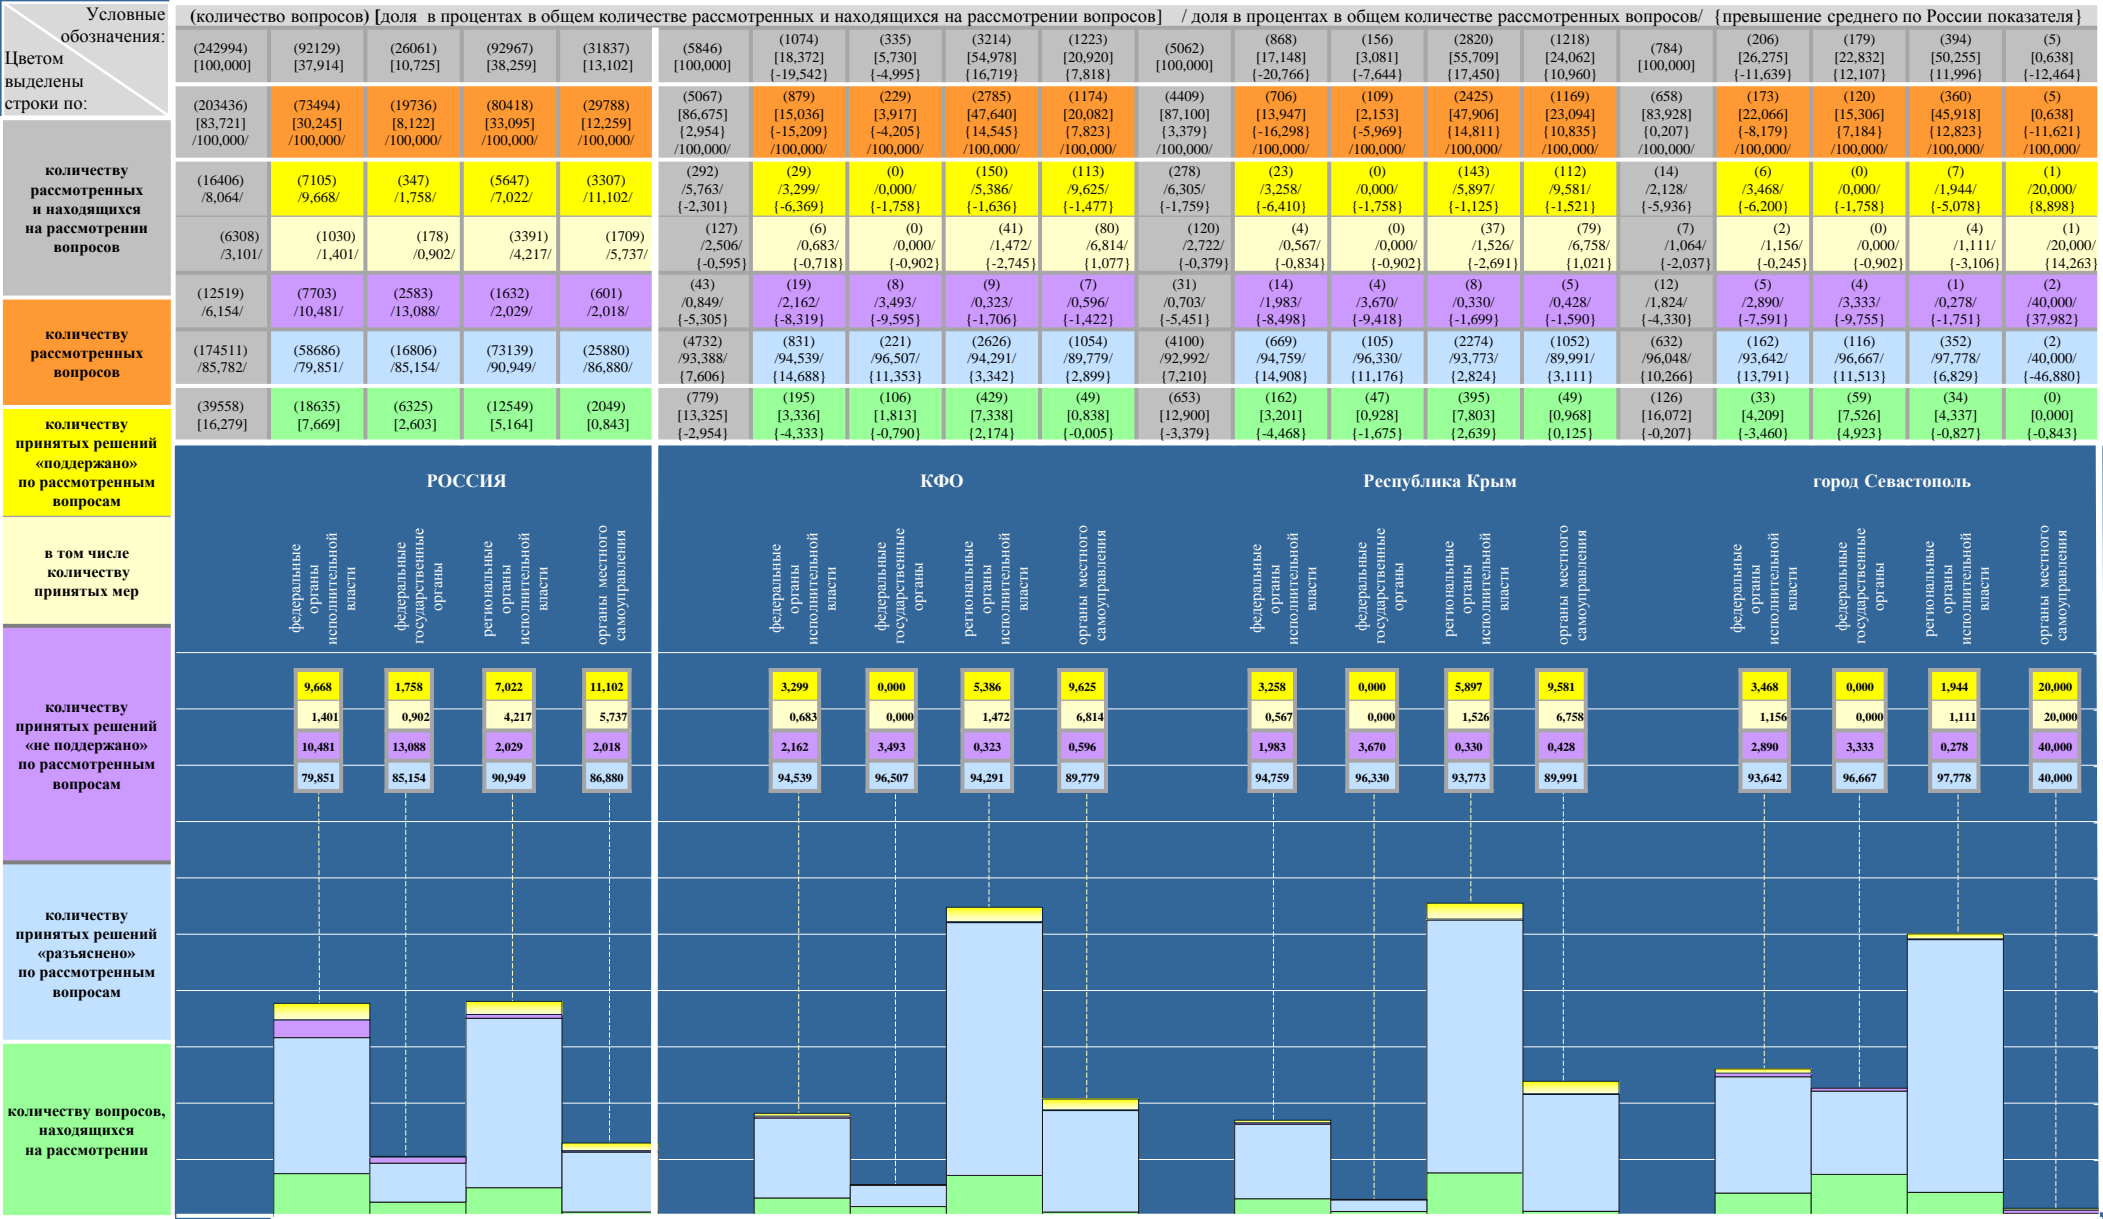 Условные
обозначения:
Цветом
выделены
строки по:
(количество вопросов) [доля в процентах в общем количестве рассмотренных и находящихся на рассмотрении вопросов] / доля в процентах в общем количестве рассмотренных вопросов/ {превышение среднего по России показателя}
(242994) (92129) (26061) (92967) (31837) (5846) (1074) (335) (3214) (1223) (5062) (868) (156) (2820) (1218) (784) (206) (179) (394) (5)
[100,000] [37,914] [10,725] [38,259] [13,102] [100,000] [18,372] [5,730] [54,978] [20,920] [100,000] [17,148] [3,081] [55,709] [24,062] [100,000] [26,275] [22,832] [50,255] [0,638]
{-19,542} {-4,995} {16,719} {7,818} {-20,766} {-7,644} {17,450} {10,960} {-11,639} {12,107} {11,996} {-12,464}
(203436) (73494) (19736) (80418) (29788) (5067) (879) (229) (2785) (1174) (4409) (706) (109) (2425) (1169) (658) (173) (120) (360) (5)
[83,721] [30,245] [8,122] [33,095] [12,259] [86,675] [15,036] [3,917] [47,640] [20,082] [87,100] [13,947] [2,153] [47,906] [23,094] [83,928] [22,066] [15,306] [45,918] [0,638]
{2,954} {-15,209} {-4,205} {14,545} {7,823} {3,379} {-16,298} {-5,969} {14,811} {10,835} {0,207} {-8,179} {7,184} {12,823} {-11,621}
/100,000/ /100,000/ /100,000/ /100,000/ /100,000/ /100,000/ /100,000/ /100,000/ /100,000/ /100,000/ /100,000/ /100,000/ /100,000/ /100,000/ /100,000/ /100,000/ /100,000/ /100,000/ /100,000/ /100,000/
(16406) (7105) (347) (5647) (3307) (292) (29) (0) (150) (113) (278) (23) (0) (143) (112) (14) (6) (0) (7) (1)
/8,064/ /9,668/ /1,758/ /7,022/ /11,102/ /5,763/ /3,299/ /0,000/ /5,386/ /9,625/ /6,305/ /3,258/ /0,000/ /5,897/ /9,581/ /2,128/ /3,468/ /0,000/ /1,944/ /20,000/
{-2,301} {-6,369} {-1,758} {-1,636} {-1,477} {-1,759} {-6,410} {-1,758} {-1,125} {-1,521} {-5,936} {-6,200} {-1,758} {-5,078} {8,898}
(6308) (1030) (178) (3391) (1709) (127) (6) (0) (41) (80) (120) (4) (0) (37) (79) (7) (2) (0) (4) (1)
/3,101/ /1,401/ /0,902/ /4,217/ /5,737/ /2,506/ /0,683/ /0,000/ /1,472/ /6,814/ /2,722/ /0,567/ /0,000/ /1,526/ /6,758/ /1,064/ /1,156/ /0,000/ /1,111/ /20,000/
{-0,595} {-0,718} {-0,902} {-2,745} {1,077} {-0,379} {-0,834} {-0,902} {-2,691} {1,021} {-2,037} {-0,245} {-0,902} {-3,106} {14,263}
(12519) (7703) (2583) (1632) (601) (43) (19) (8) (9) (7) (31) (14) (4) (8) (5) (12) (5) (4) (1) (2)
/6,154/ /10,481/ /13,088/ /2,029/ /2,018/ /0,849/ /2,162/ /3,493/ /0,323/ /0,596/ /0,703/ /1,983/ /3,670/ /0,330/ /0,428/ /1,824/ /2,890/ /3,333/ /0,278/ /40,000/
{-5,305} {-8,319} {-9,595} {-1,706} {-1,422} {-5,451} {-8,498} {-9,418} {-1,699} {-1,590} {-4,330} {-7,591} {-9,755} {-1,751} {37,982}
(174511) (58686) (16806) (73139) (25880) (4732) (831) (221) (2626) (1054) (4100) (669) (105) (2274) (1052) (632) (162) (116) (352) (2)
/85,782/ /79,851/ /85,154/ /90,949/ /86,880/ /93,388/ /94,539/ /96,507/ /94,291/ /89,779/ /92,992/ /94,759/ /96,330/ /93,773/ /89,991/ /96,048/ /93,642/ /96,667/ /97,778/ /40,000/
{7,606} {14,688} {11,353} {3,342} {2,899} {7,210} {14,908} {11,176} {2,824} {3,111} {10,266} {13,791} {11,513} {6,829} {-46,880}
(39558) (18635) (6325) (12549) (2049) (779) (195) (106) (429) (49) (653) (162) (47) (395) (49) (126) (33) (59) (34) (0)
[16,279] [7,669] [2,603] [5,164] [0,843] [13,325] [3,336] [1,813] [7,338] [0,838] [12,900] [3,201] [0,928] [7,803] [0,968] [16,072] [4,209] [7,526] [4,337] [0,000]
{-2,954} {-4,333} {-0,790} {2,174} {-0,005} {-3,379} {-4,468} {-1,675} {2,639} {0,125} {-0,207} {-3,460} {4,923} {-0,827} {-0,843}
количеству
рассмотренных
и находящихся
на рассмотрении
вопросов
количеству
рассмотренных
вопросов
количеству
принятых решений
«поддержано»
по рассмотренным
вопросам
в том числе
количеству
принятых мер
количеству
принятых решений
«не поддержано»
по рассмотренным
вопросам
количеству
принятых решений
«разъяснено»
по рассмотренным
вопросам
количеству вопросов,
находящихся
на рассмотрении
РОССИЯ
федеральные
органы
исполнительной
власти
федеральные
государственные
органы
региональные
органы
исполнительной
власти
органы местного
самоуправления
9,668 1,758 7,022 11,102
1,401 0,902 4,217 5,737
10,481 13,088 2,029 2,018
79,851 85,154 90,949 86,880
КФО
федеральные
органы
исполнительной
власти
федеральные
государственные
органы
региональные
органы
исполнительной
власти
органы местного
самоуправления
3,299 0,000 5,386 9,625
0,683 0,000 1,472 6,814
2,162 3,493 0,323 0,596
94,539 96,507 94,291 89,779
Республика Крым
федеральные
органы
исполнительной
власти
федеральные
государственные
органы
региональные
органы
исполнительной
власти
органы местного
самоуправления
3,258 0,000 5,897 9,581
0,567 0,000 1,526 6,758
1,983 3,670 0,330 0,428
94,759 96,330 93,773 89,991
город Севастополь
федеральные
органы
исполнительной
власти
федеральные
государственные
органы
региональные
органы
исполнительной
власти
органы местного
самоуправления
3,468 0,000 1,944 20,000
1,156 0,000 1,111 20,000
2,890 3,333 0,278 40,000
93,642 96,667 97,778 40,000